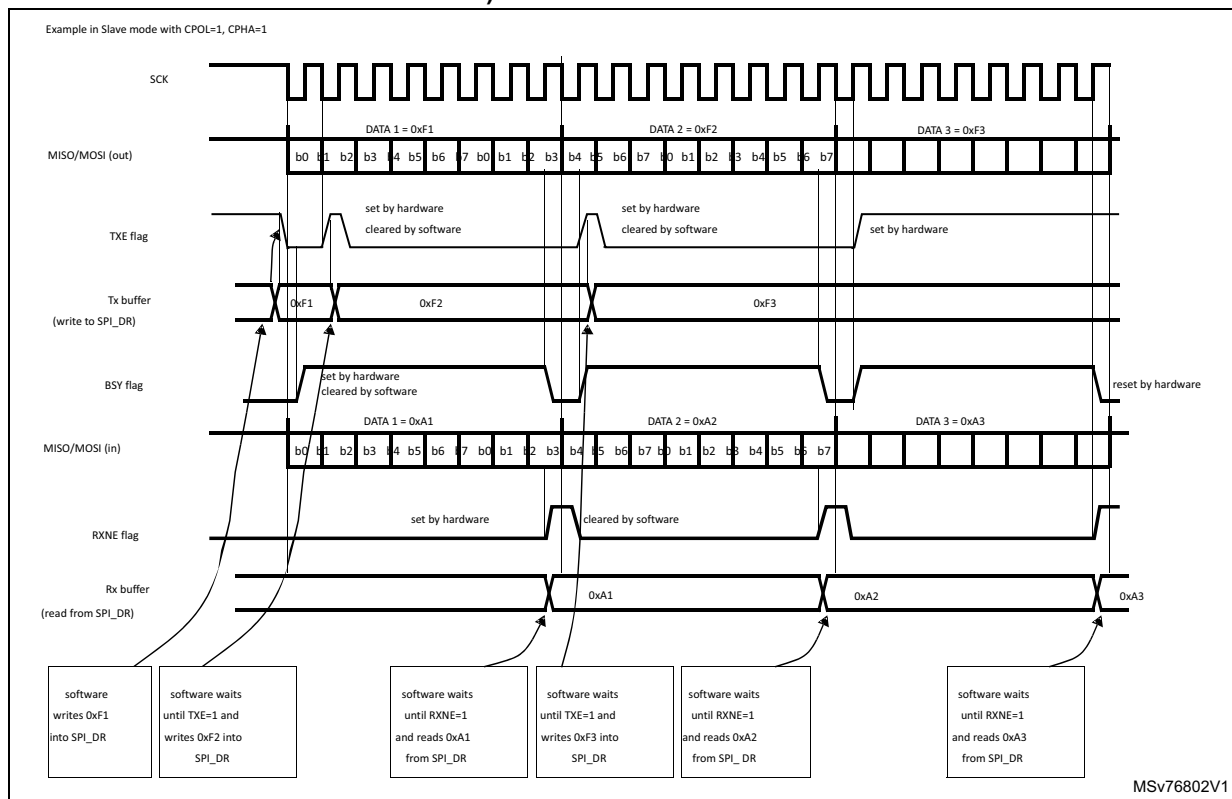 Example in Slave mode with CPOL=1, CPHA=1
SCK
DATA 1 = 0xF1 DATA 2 = 0xF2 DATA 3 = 0xF3
MISO/MOSI (out)
b0 b1 b2 b3 b4 b5 b6 b7 b0 b1 b2 b3 b4 b5 b6 b7 b0 b1 b2 b3 b4 b5 b6 b7
set by hardware set by hardware
cleared by software cleared by software
TXE flag set by hardware
Tx buffer 0xF1 0xF2 0xF3
(write to SPI_DR)
set by hardware
BSY flag reset by hardware
cleared by software
DATA 1 = 0xA1 DATA 2 = 0xA2 DATA 3 = 0xA3
MISO/MOSI (in)
b0 b1 b2 b3 b4 b5 b6 b7 b0 b1 b2 b3 b4 b5 b6 b7 b0 b1 b2 b3 b4 b5 b6 b7
set by hardware cleared by software
RXNE flag
Rx buffer 0xA1 0xA2 0xA3
(read from SPI_DR)
software
writes 0xF1
into SPI_DR
software waits
until TXE=1 and
writes 0xF2 into
SPI_DR
software waits
until RXNE=1
and reads 0xA1
from SPI_DR
software waits
until TXE=1 and
writes 0xF3 into
SPI_DR
software waits
until RXNE=1
and reads 0xA2
from SPI_ DR
software waits
until RXNE=1
and reads 0xA3
from SPI_DR
MSv76802V1